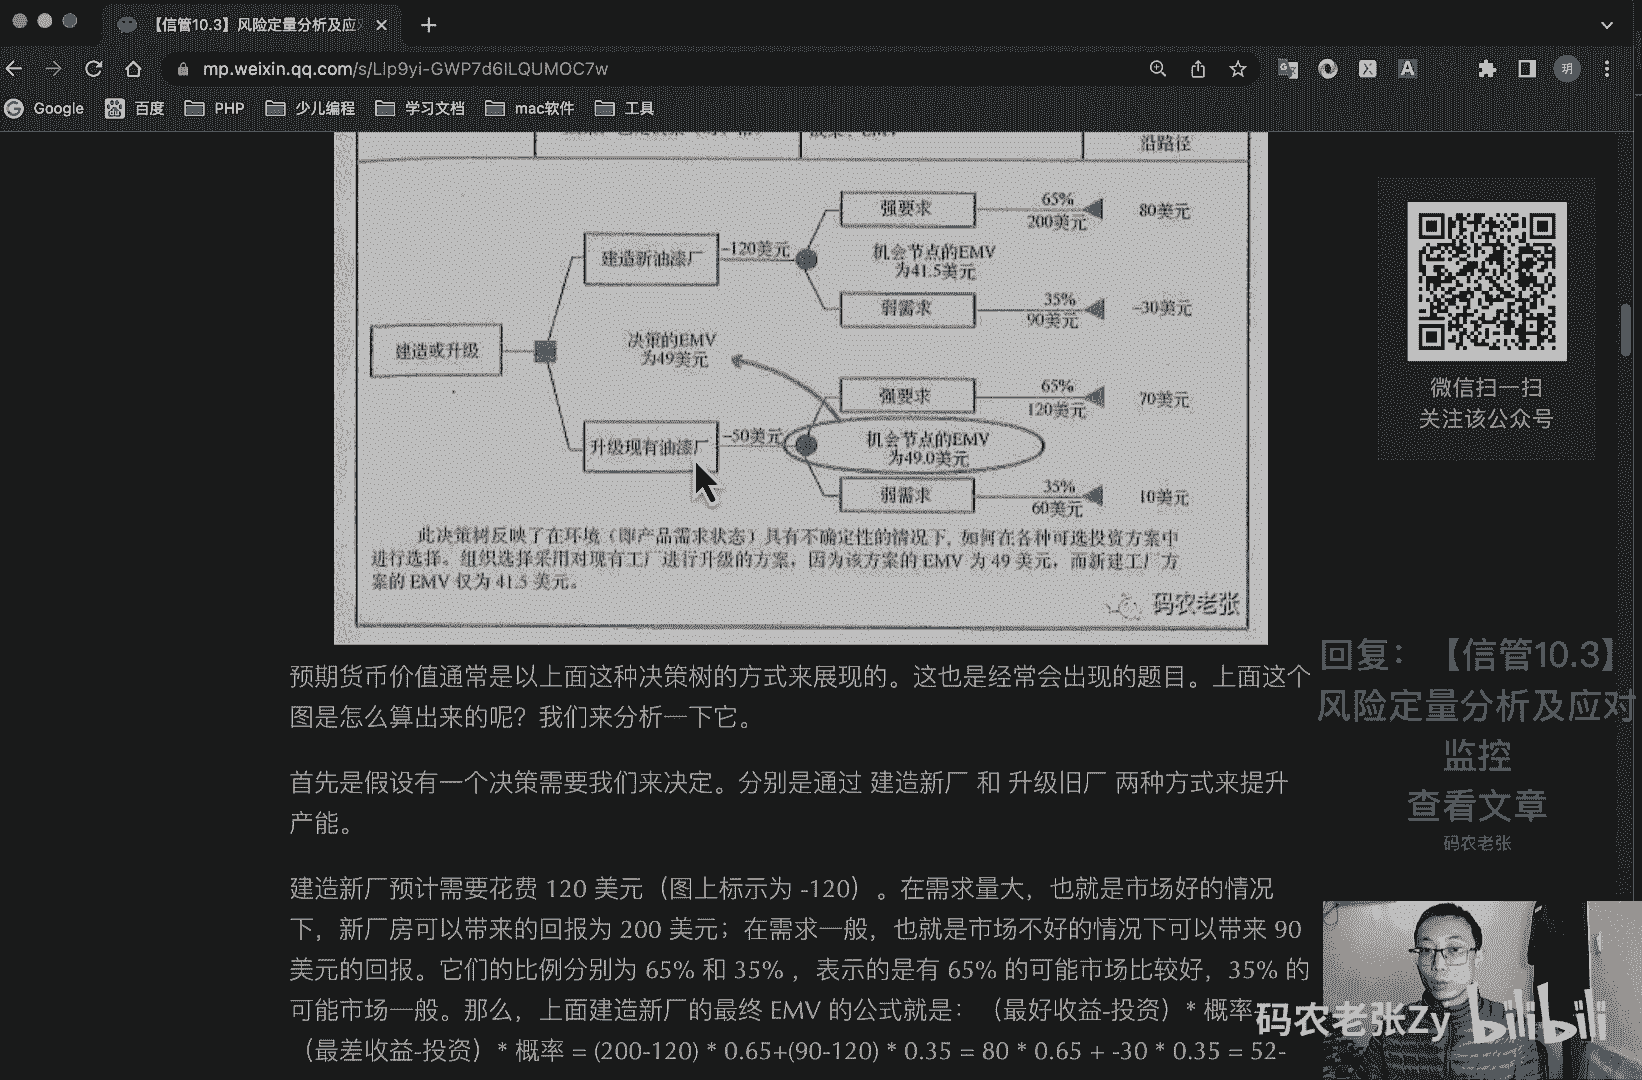 【信管10.3】风险定量分析及应
mp.weixin.qq.com/s/LIp9yi-GWP7d6lLQUMOC7w
Google
百度
PHP
少儿编程
学习文档
mac软件
工具
沿路径
强要求
65%
200美元
80美元
建造新油漆厂
-120美元
机会节点的EMV
为41.5美元
弱需求
35%
90美元
-30美元
建造或升级
决策的EMV
为49美元
强要求
65%
120美元
70美元
升级现有油漆厂
-50美元
机会节点的EMV
为49.0美元
弱需求
35%
60美元
10美元
此决策树反映了在环境（即产品需求状态）具有不确定性的情况下，如何在各种可选投资方案中
进行选择。组织选择采用对现有工厂进行升级的方案，因为该方案的 EMV 为 49 美元，而新建工厂方
案的 EMV 仅为 41.5 美元。
码农老张
微信扫一扫
关注该公众号
预期货币价值通常是以上面这种决策树的方式来展现的。这也是经常会出现的题目。上面这个
图是怎么算出来的呢？我们来分析一下它。
首先是假设有一个决策需要我们来决定。分别是通过 建造新厂 和 升级旧厂 两种方式来提升
产能。
建造新厂预计需要花费 120 美元（图上标示为 -120）。在需求量大，也就是市场好的情况
下，新厂房可以带来的回报为 200 美元；在需求一般，也就是市场不好的情况下可以带来 90
美元的回报。它们的比例分别为 65% 和 35% ，表示的是有 65% 的可能市场比较好，35% 的
可能市场一般。那么，上面建造新厂的最终 EMV 的公式就是：（最好收益-投资）* 概率
（最差收益-投资）* 概率 = (200-120) * 0.65+(90-120) * 0.35 = 80 * 0.65 + -30 * 0.35 = 52-
回复：【信管10.3】
风险定量分析及应对
监控
查看文章
码农老张
码农老张Zy bilibili